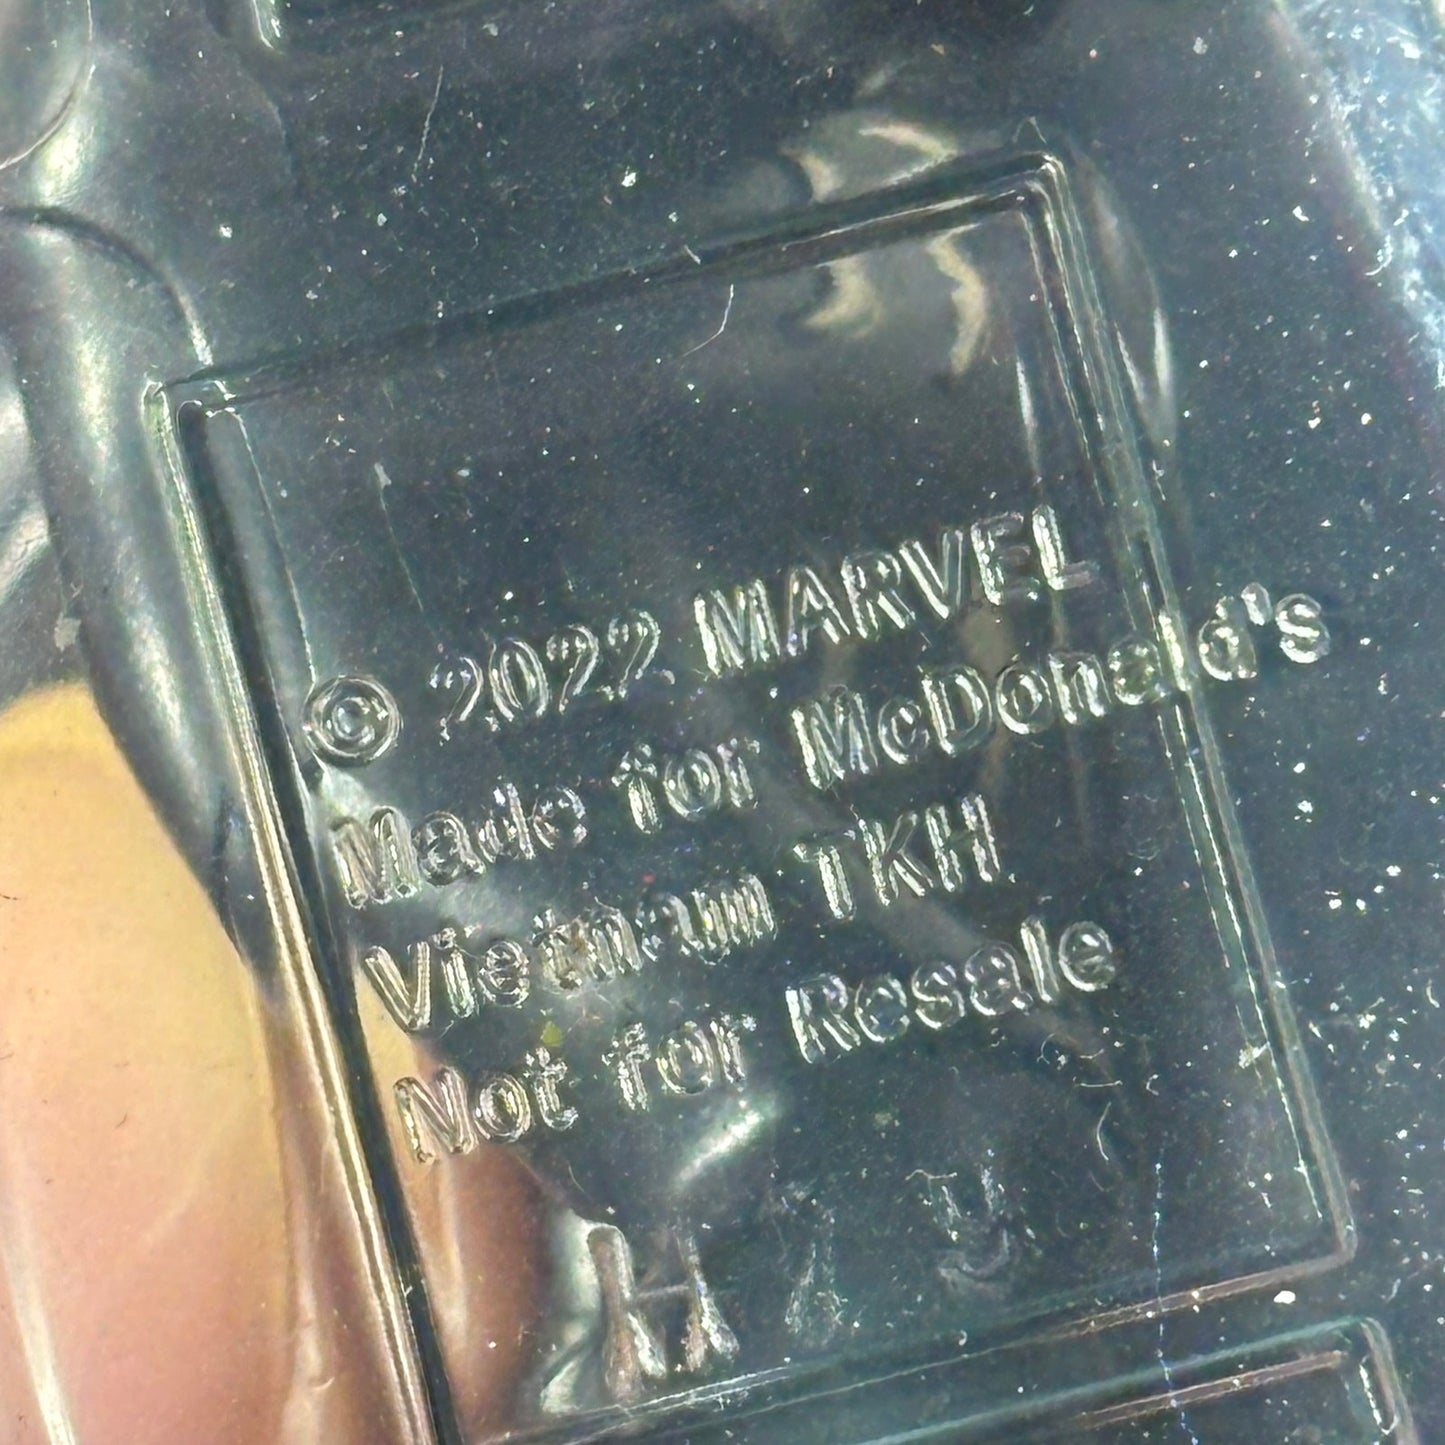 © 2022 MARVEL
Made for McDonald's
Vietnam TKH
Not for Resale
H